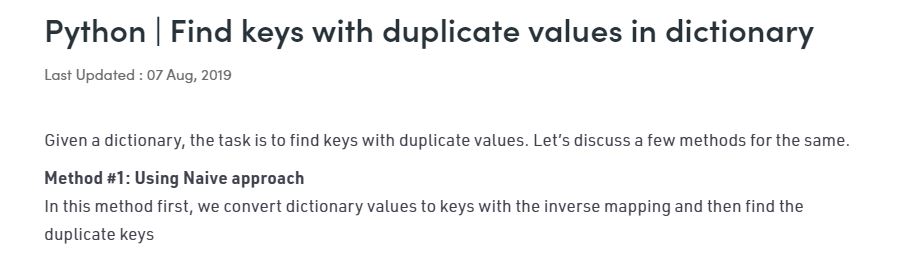 Python | Find keys with duplicate values in dictionary
Last Updated : 07 Aug, 2019
Given a dictionary, the task is to find keys with duplicate values. Let’s discuss a few methods for the same.
Method #1: Using Naive approach
In this method first, we convert dictionary values to keys with the inverse mapping and then find the
duplicate keys